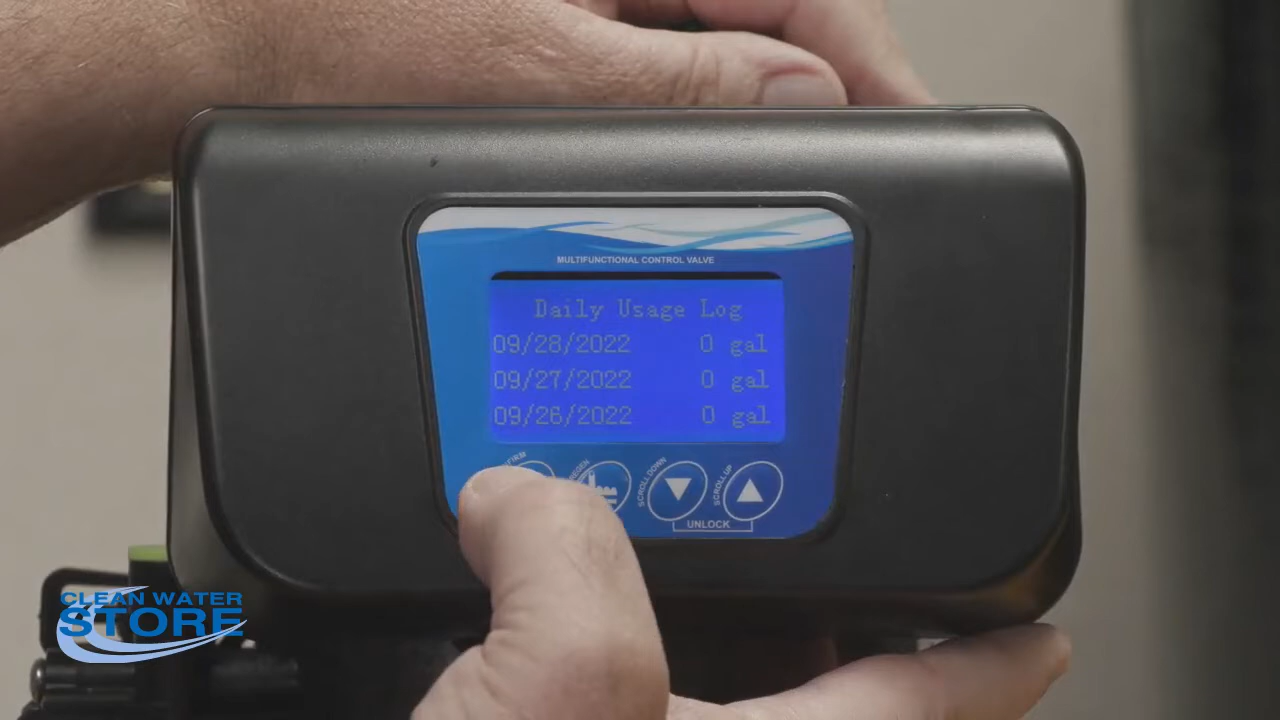 MULTIFUNCTIONAL CONTROL VALVE
Daily Usage Log
09/28/2022 0 gal
09/27/2022 0 gal
09/26/2022 0 gal
REGEN
SCROLL DOWN
SCROLL UP
UNLOCK
CLEAN WATER
STORE